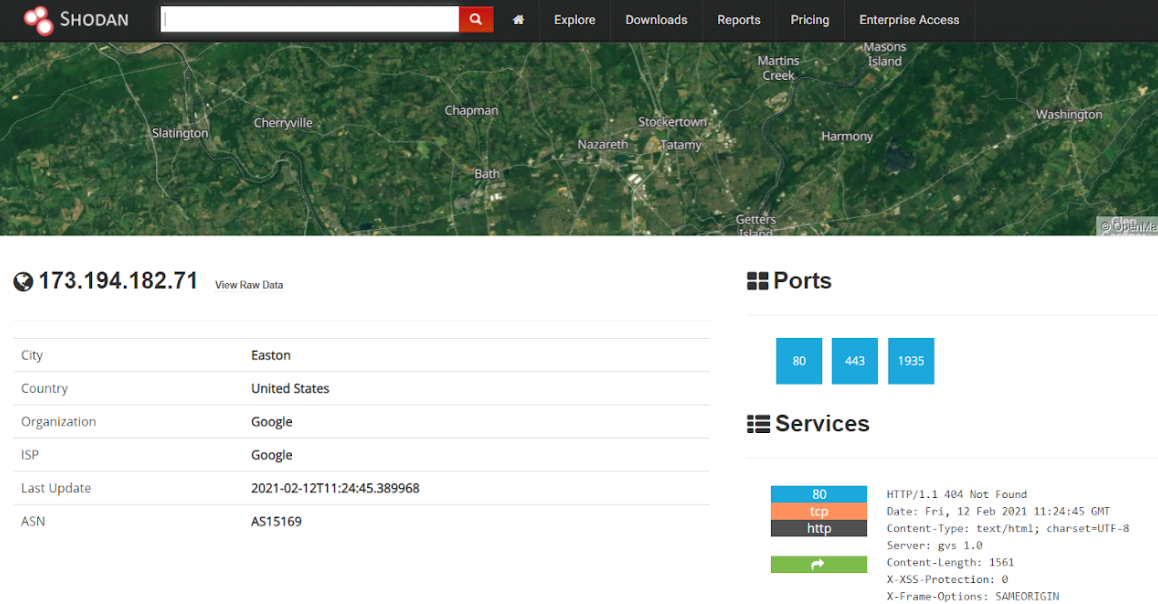 SHODAN
Explore Downloads Reports Pricing Enterprise Access
Masons
Island
Martins
Creek
Chapman
Washington
Cherryville
Stockertown
Slatington
Harmony
Nazareth
Tatamy
Bath
Getters
Island
© OpenMa
173.194.182.71 View Raw Data
City Easton
Country United States
Organization Google
ISP Google
Last Update 2021-02-12T11:24:45.389968
ASN AS15169
Ports
80 443 1935
Services
80
tcp
http
HTTP/1.1 404 Not Found
Date: Fri, 12 Feb 2021 11:24:45 GMT
Content-Type: text/html; charset=UTF-8
Server: gvs 1.0
Content-Length: 1561
X-XSS-Protection: 0
X-Frame-Options: SAMEORIGIN